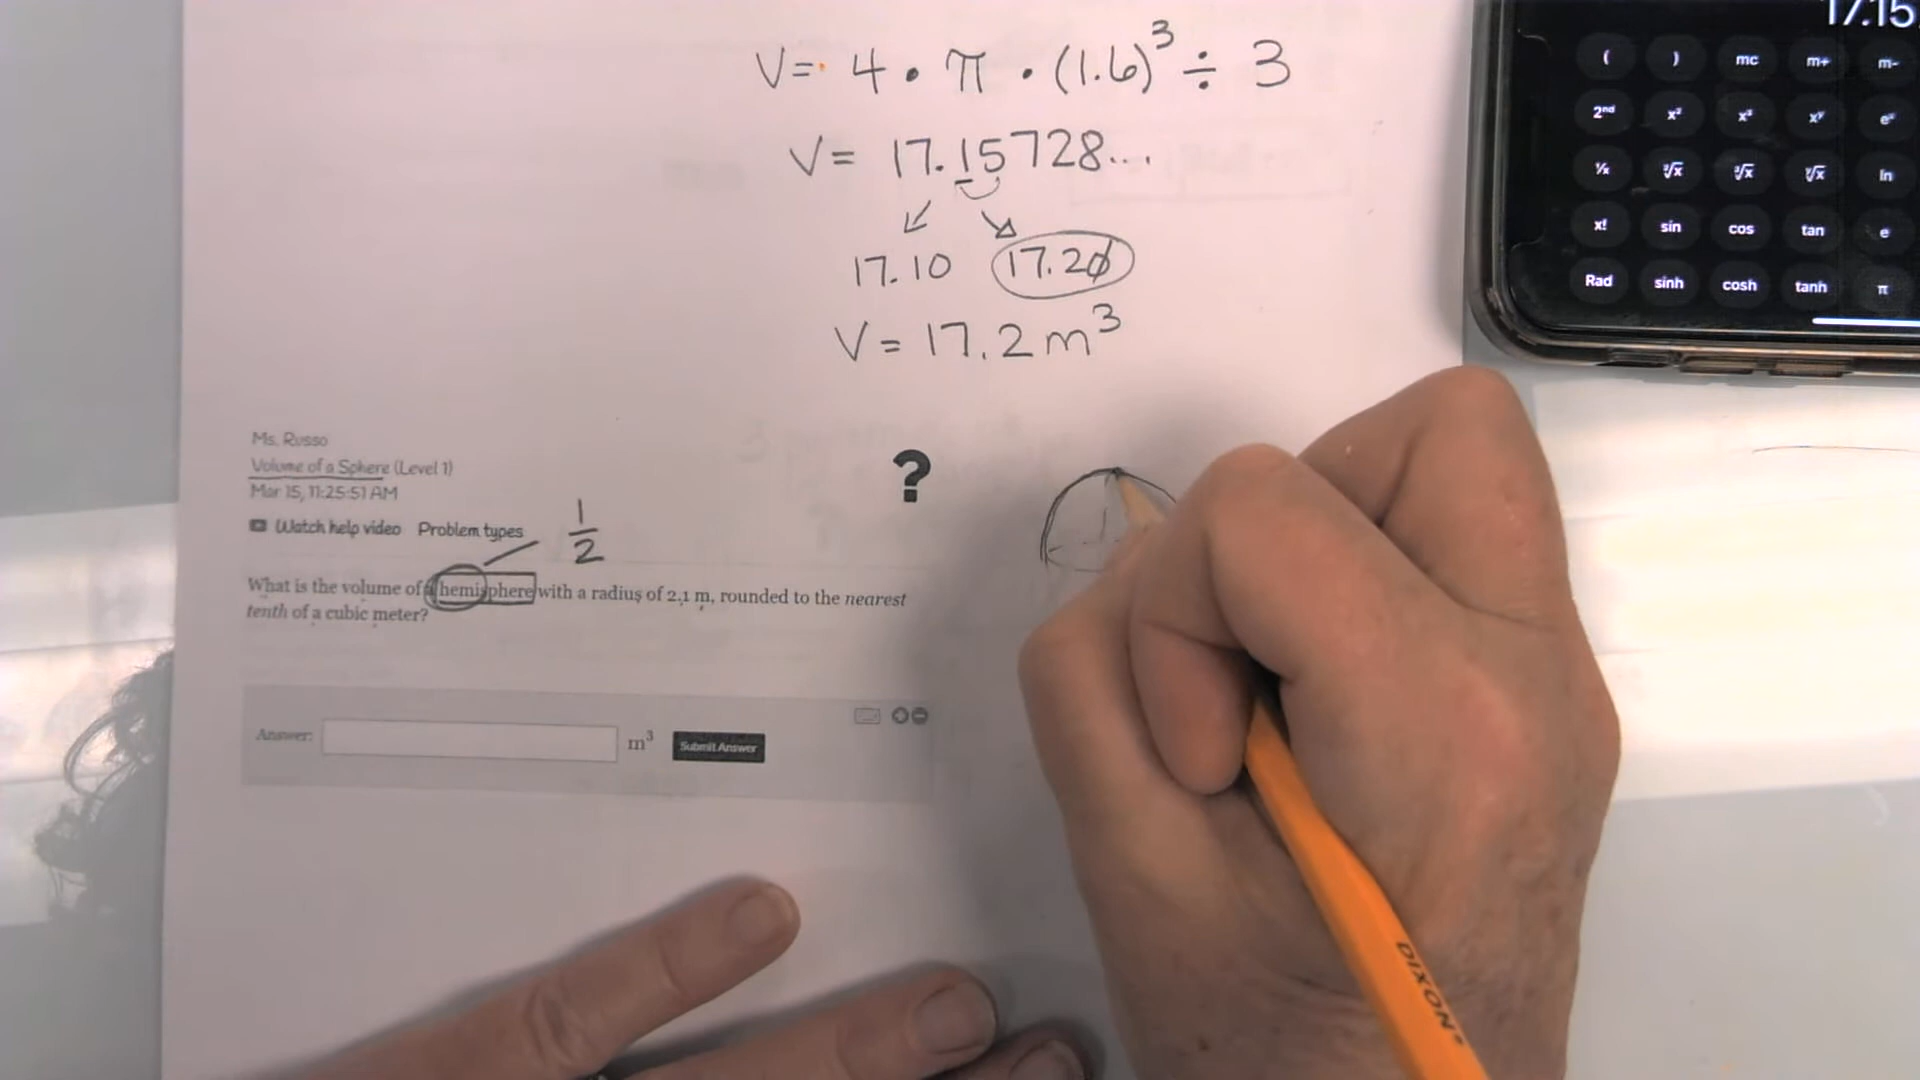 V = 4 • π • (1.6)³ ÷ 3
V = 17.15728...
17.10 17.20
V = 17.2 m³
Ms. Russo
Volume of a Sphere (Level 1)
Mar 15, 11:25:51 AM
Watch help video Problem types
1/2
?
What is the volume of a hemisphere with a radius of 2.1 m, rounded to the nearest
tenth of a cubic meter?
Answer: m³ Submit Answer
17.15
( ) mc m+ m-
2ⁿᵈ x² x³ xʸ eˣ
¹/x ²√x ³√x ʸ√x ln
x! sin cos tan e
Rad sinh cosh tanh π
DIXON